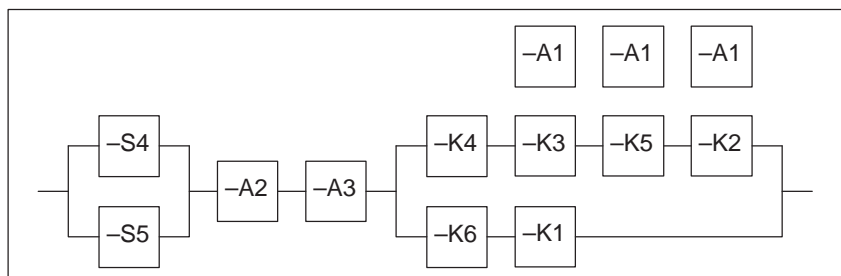 –A1 –A1 –A1
–S4 –K4 –K3 –K5 –K2
–A2 –A3
–S5 –K6 –K1